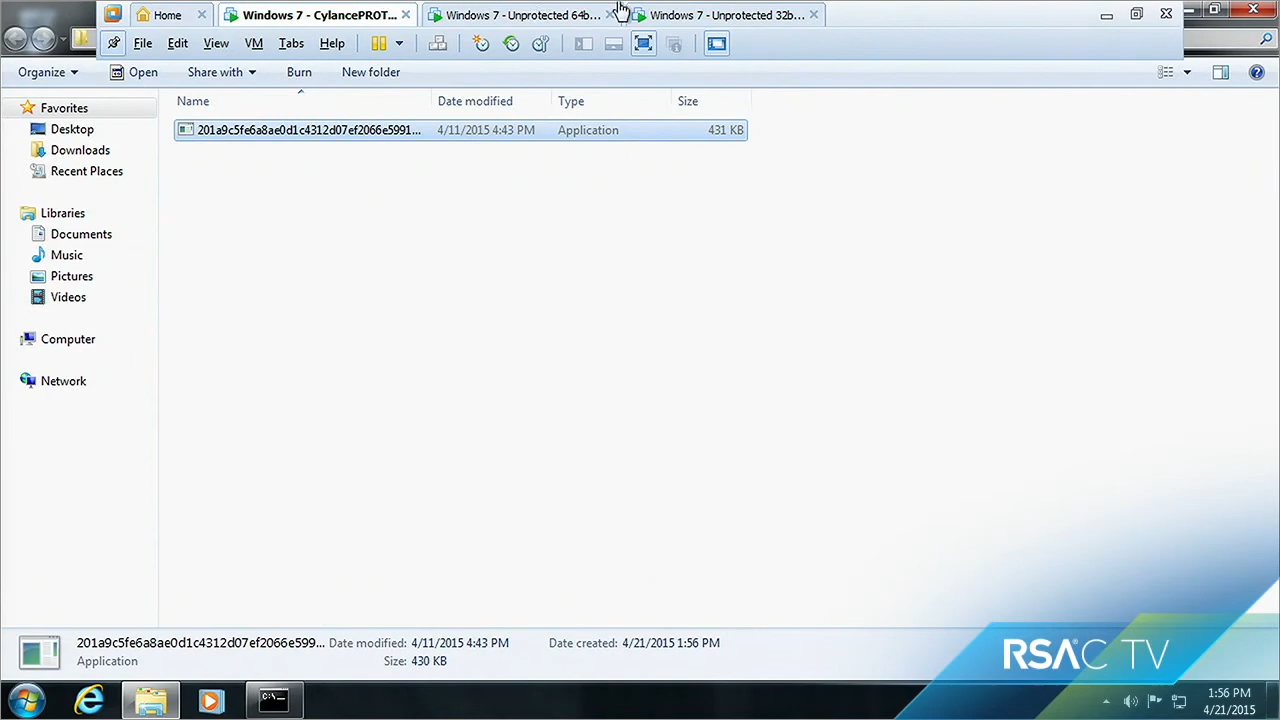 Home
Windows 7 - CylancePROT...
Windows 7 - Unprotected 64b...
Windows 7 - Unprotected 32b...
File Edit View VM Tabs Help
Organize Open Share with Burn New folder
Name Date modified Type Size
201a9c5fe6a8ae0d1c4312d07ef2066e5991... 4/11/2015 4:43 PM Application 431 KB
Favorites
Desktop
Downloads
Recent Places
Libraries
Documents
Music
Pictures
Videos
Computer
Network
201a9c5fe6a8ae0d1c4312d07ef2066e599... Date modified: 4/11/2015 4:43 PM Date created: 4/21/2015 1:56 PM
Application Size: 430 KB
RSAC TV
C:\
1:56 PM
4/21/2015